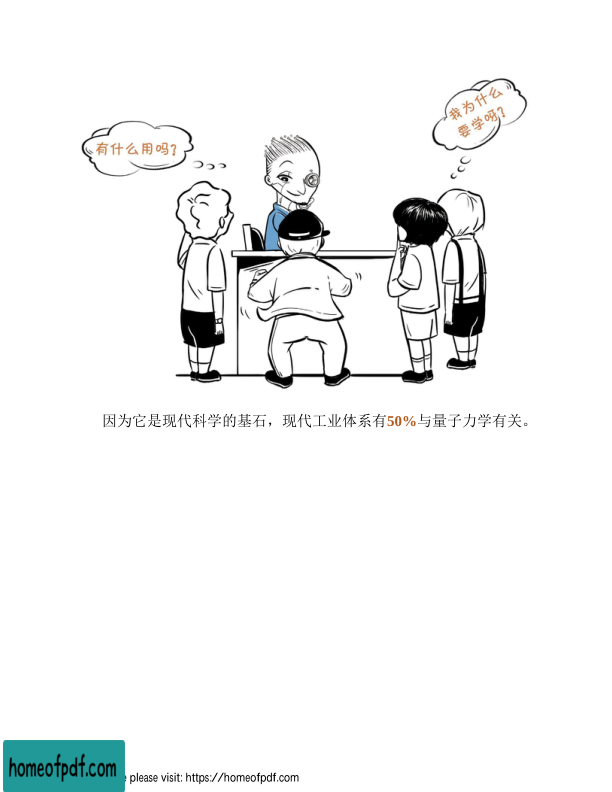 有什么用吗?
我为什么
要学呀?
因为它是现代科学的基石，现代工业体系有50%与量子力学有关。
homeofpdf.com
e please visit: https://homeofpdf.com